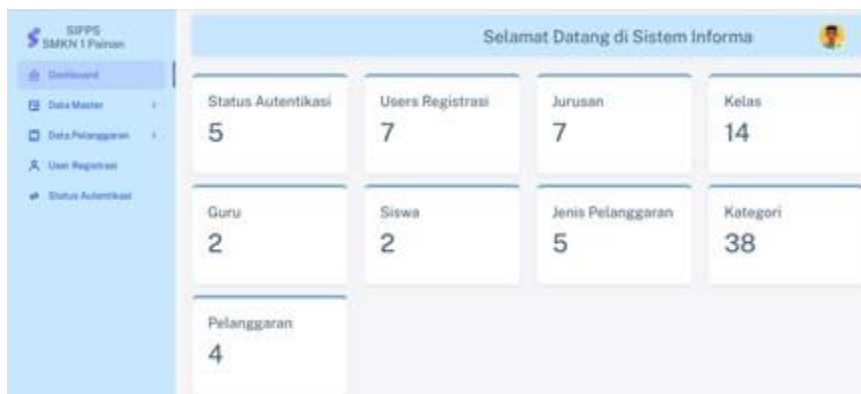 SIPPS
SMKN 1 Painan
Dashboard
Data Master
Data Pelanggaran
User Registrasi
Status Autentikasi
Selamat Datang di Sistem Informa
Status Autentikasi
5
Users Registrasi
7
Jurusan
7
Kelas
14
Guru
2
Siswa
2
Jenis Pelanggaran
5
Kategori
38
Pelanggaran
4